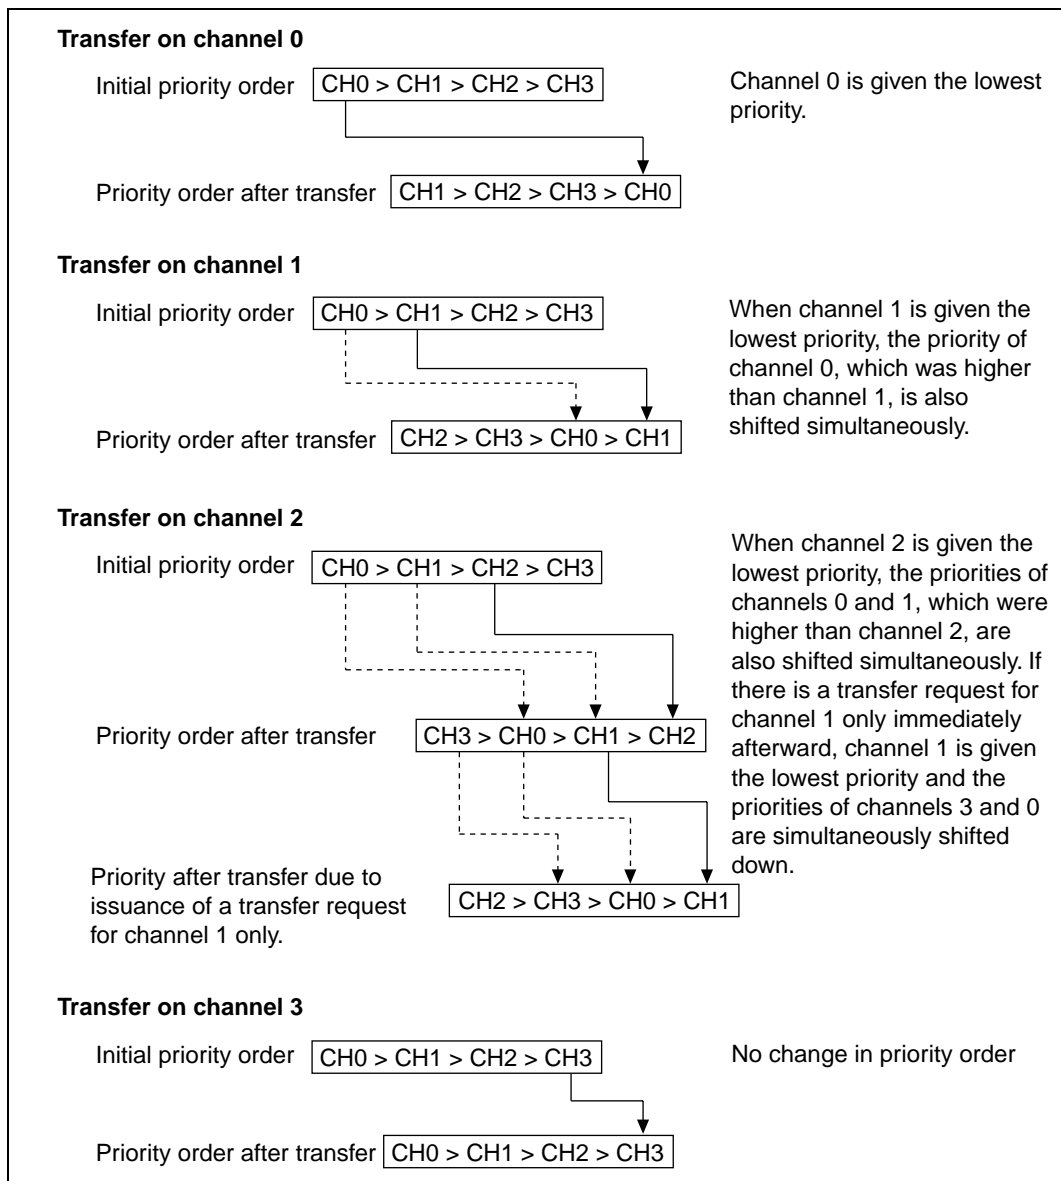 Transfer on channel 0
Initial priority order CH0 > CH1 > CH2 > CH3
Channel 0 is given the lowest
priority.
Priority order after transfer CH1 > CH2 > CH3 > CH0
Transfer on channel 1
Initial priority order CH0 > CH1 > CH2 > CH3
When channel 1 is given the
lowest priority, the priority of
channel 0, which was higher
than channel 1, is also
shifted simultaneously.
Priority order after transfer CH2 > CH3 > CH0 > CH1
Transfer on channel 2
Initial priority order CH0 > CH1 > CH2 > CH3
When channel 2 is given the
lowest priority, the priorities of
channels 0 and 1, which were
higher than channel 2, are
also shifted simultaneously. If
there is a transfer request for
channel 1 only immediately
afterward, channel 1 is given
the lowest priority and the
priorities of channels 3 and 0
are simultaneously shifted
down.
Priority order after transfer CH3 > CH0 > CH1 > CH2
Priority after transfer due to
issuance of a transfer request
for channel 1 only.
CH2 > CH3 > CH0 > CH1
Transfer on channel 3
Initial priority order CH0 > CH1 > CH2 > CH3
No change in priority order
Priority order after transfer CH0 > CH1 > CH2 > CH3